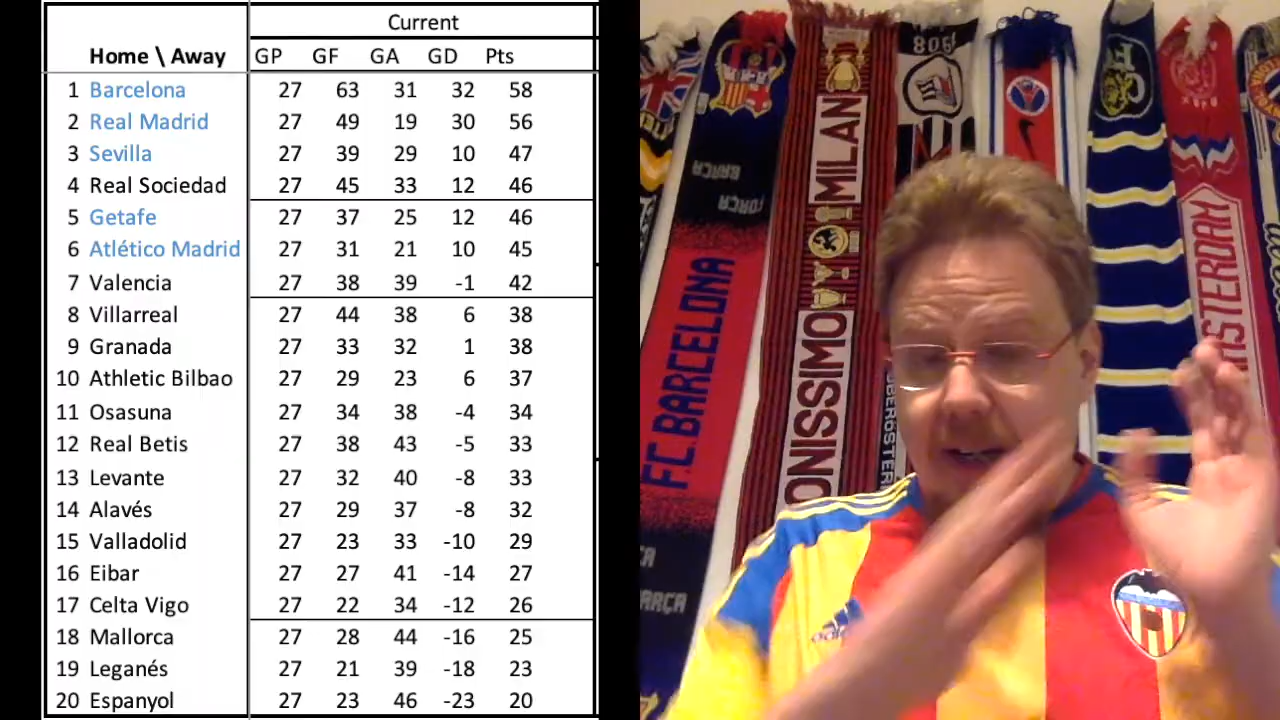 Current
Home \ Away GP GF GA GD Pts
1 Barcelona 27 63 31 32 58
2 Real Madrid 27 49 19 30 56
3 Sevilla 27 39 29 10 47
4 Real Sociedad 27 45 33 12 46
5 Getafe 27 37 25 12 46
6 Atlético Madrid 27 31 21 10 45
7 Valencia 27 38 39 -1 42
8 Villarreal 27 44 38 6 38
9 Granada 27 33 32 1 38
10 Athletic Bilbao 27 29 23 6 37
11 Osasuna 27 34 38 -4 34
12 Real Betis 27 38 43 -5 33
13 Levante 27 32 40 -8 33
14 Alavés 27 29 37 -8 32
15 Valladolid 27 23 33 -10 29
16 Eibar 27 27 41 -14 27
17 Celta Vigo 27 22 34 -12 26
18 Mallorca 27 28 44 -16 25
19 Leganés 27 21 39 -18 23
20 Espanyol 27 23 46 -23 20
BARÇA
FORÇA
FC.BARCELONA
MILAN
ONISSIMO
1908
STERDAM